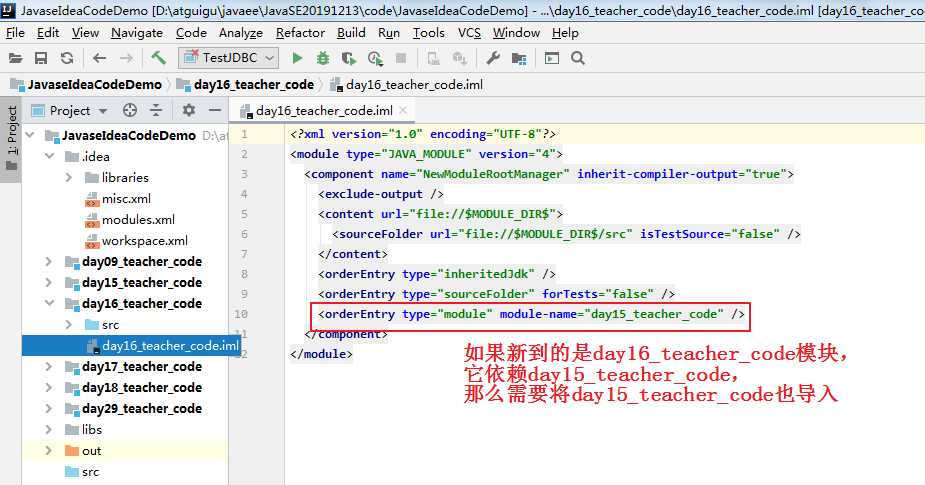 JavaseIdeaCodeDemo [D:\atguigu\javaee\JavaSE20191213\code\JavaseIdeaCodeDemo] - ...\day16_teacher_code\day16_teacher_code.iml [day16_teacher_co
File Edit View Navigate Code Analyze Refactor Build Run Tools VCS Window Help
TestJDBC
JavaseIdeaCodeDemo day16_teacher_code day16_teacher_code.iml
1: Project
Project
day16_teacher_code.iml
JavaseIdeaCodeDemo D:\at
.idea
libraries
misc.xml
modules.xml
workspace.xml
day09_teacher_code
day15_teacher_code
day16_teacher_code
src
day16_teacher_code.iml
day17_teacher_code
day18_teacher_code
day29_teacher_code
libs
out
src
1 <?xml version="1.0" encoding="UTF-8"?>
2 <module type="JAVA_MODULE" version="4">
3 <component name="NewModuleRootManager" inherit-compiler-output="true">
4 <exclude-output />
5 <content url="file://$MODULE_DIR$">
6 <sourceFolder url="file://$MODULE_DIR$/src" isTestSource="false" />
7 </content>
8 <orderEntry type="inheritedJdk" />
9 <orderEntry type="sourceFolder" forTests="false" />
10 <orderEntry type="module" module-name="day15_teacher_code" />
11 </component>
12 </module>
如果新到的是day16_teacher_code模块，
它依赖day15_teacher_code，
那么需要将day15_teacher_code也导入